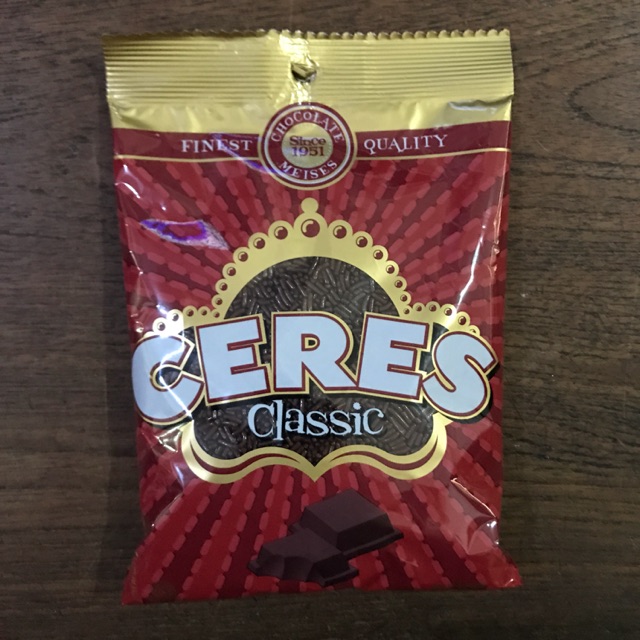 FINEST QUALITY
CHOCOLATE
Since
1951
MEISES
CERES
Classic